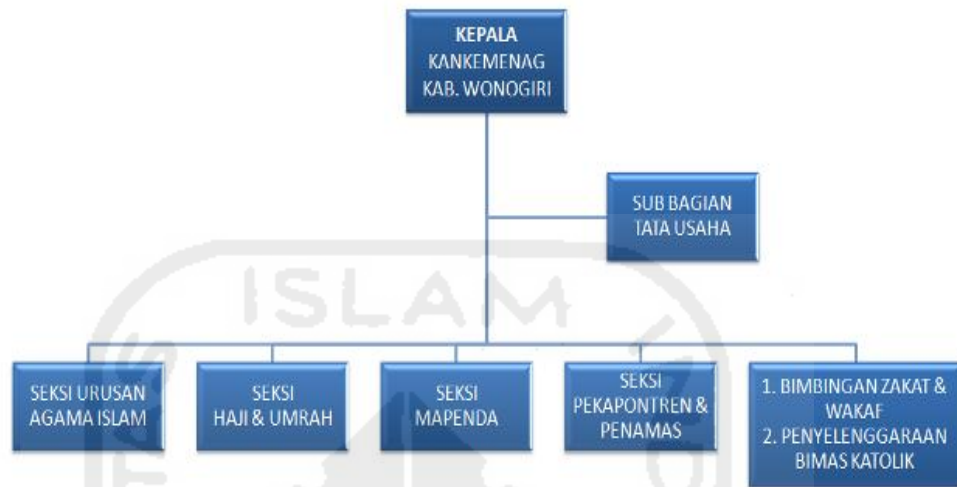 KEPALA
KANKEMENAG
KAB. WONOGIRI
SUB BAGIAN
TATA USAHA
ISLAM
SEKSI URUSAN
AGAMA ISLAM
SEKSI
HAJI & UMRAH
SEKSI
MAPENDA
SEKSI
PEKAPONTREN &
PENAMAS
1. BIMBINGAN ZAKAT &
WAKAF
2. PENYELENGGARAAN
BIMAS KATOLIK